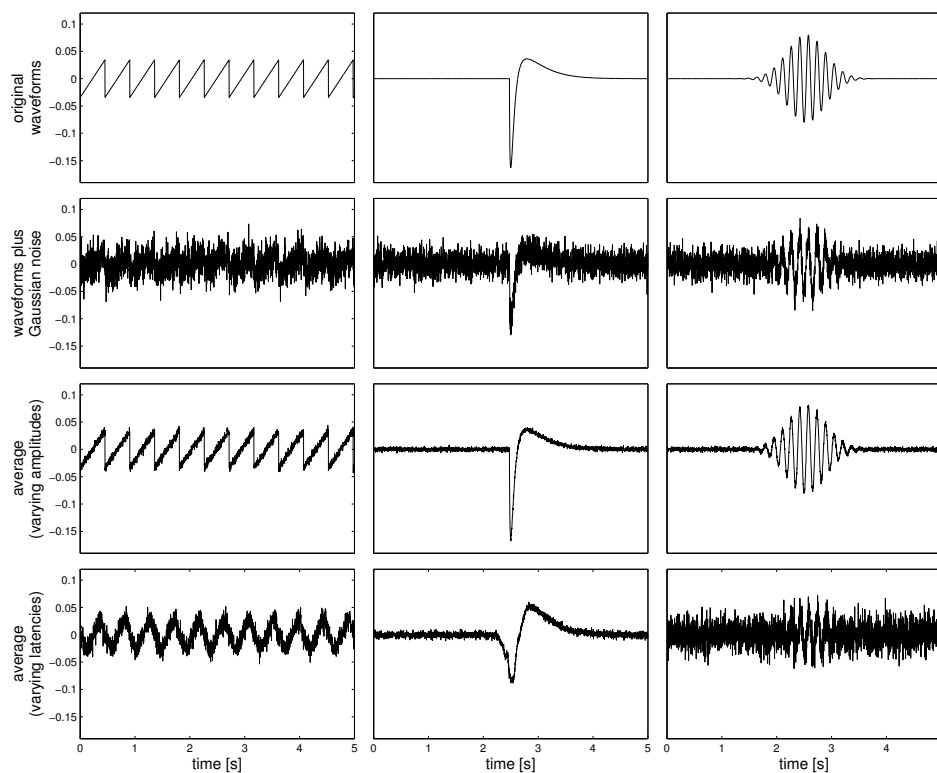 original
waveforms
0.1
0.05
0
−0.05
−0.1
−0.15
waveforms plus
Gaussian noise
0.1
0.05
0
−0.05
−0.1
−0.15
average
(varying amplitudes)
0.1
0.05
0
−0.05
−0.1
−0.15
average
(varying latencies)
0.1
0.05
0
−0.05
−0.1
−0.15
0 1 2 3 4 5
0 1 2 3 4 5
0 1 2 3 4
time [s]
time [s]
time [s]